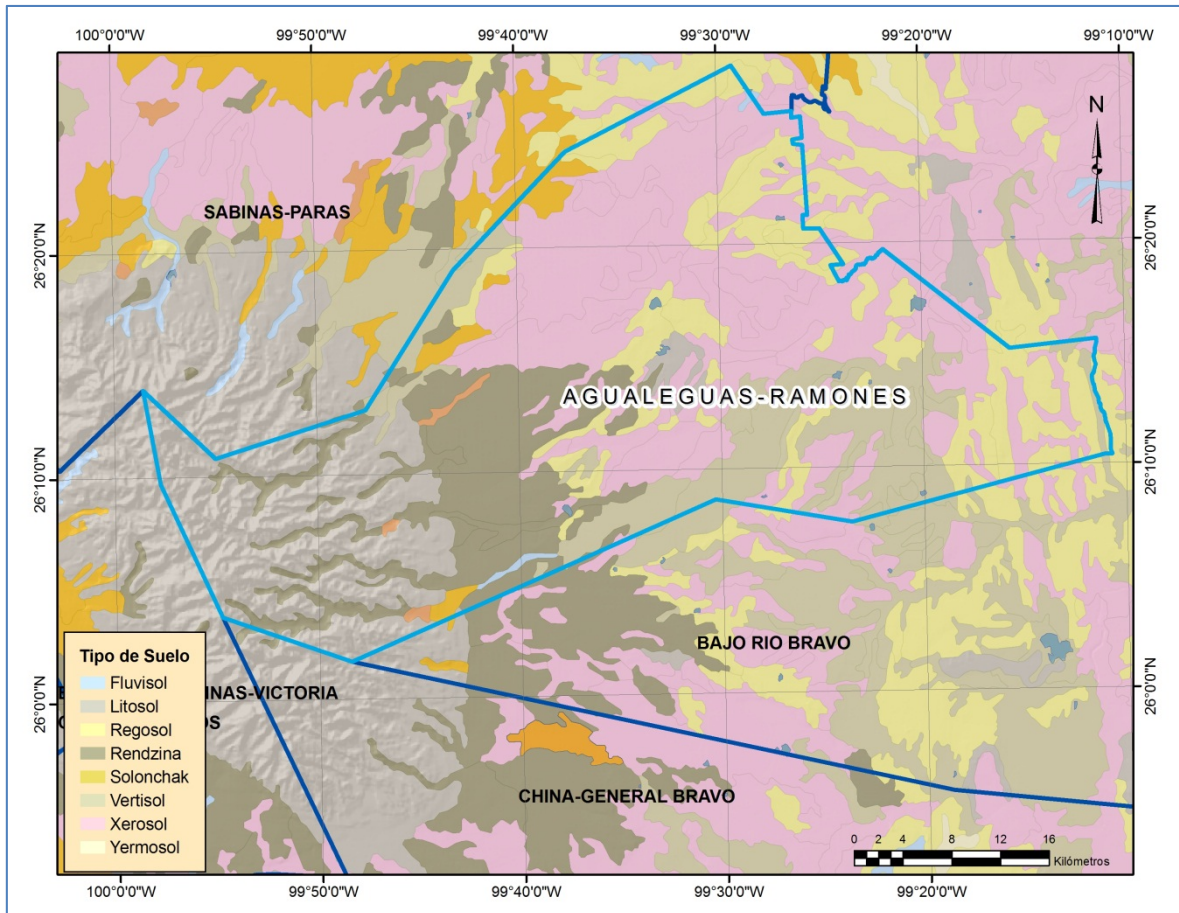 100°0'0"W 99°50'0"W 99°40'0"W 99°30'0"W 99°20'0"W 99°10'0"W
N
SABINAS-PARAS
26°20'0"N 26°20'0"N
AGUALEGUAS-RAMONES
26°10'0"N 26°10'0"N
BAJO RIO BRAVO
INAS-VICTORIA
OS
26°0'0"N 26°0'0"N
CHINA-GENERAL BRAVO
Tipo de Suelo
Fluvisol
Litosol
Regosol
Rendzina
Solonchak
Vertisol
Xerosol
Yermosol
0 2 4 8 12 16
Kilómetros
100°0'0"W 99°50'0"W 99°40'0"W 99°30'0"W 99°20'0"W